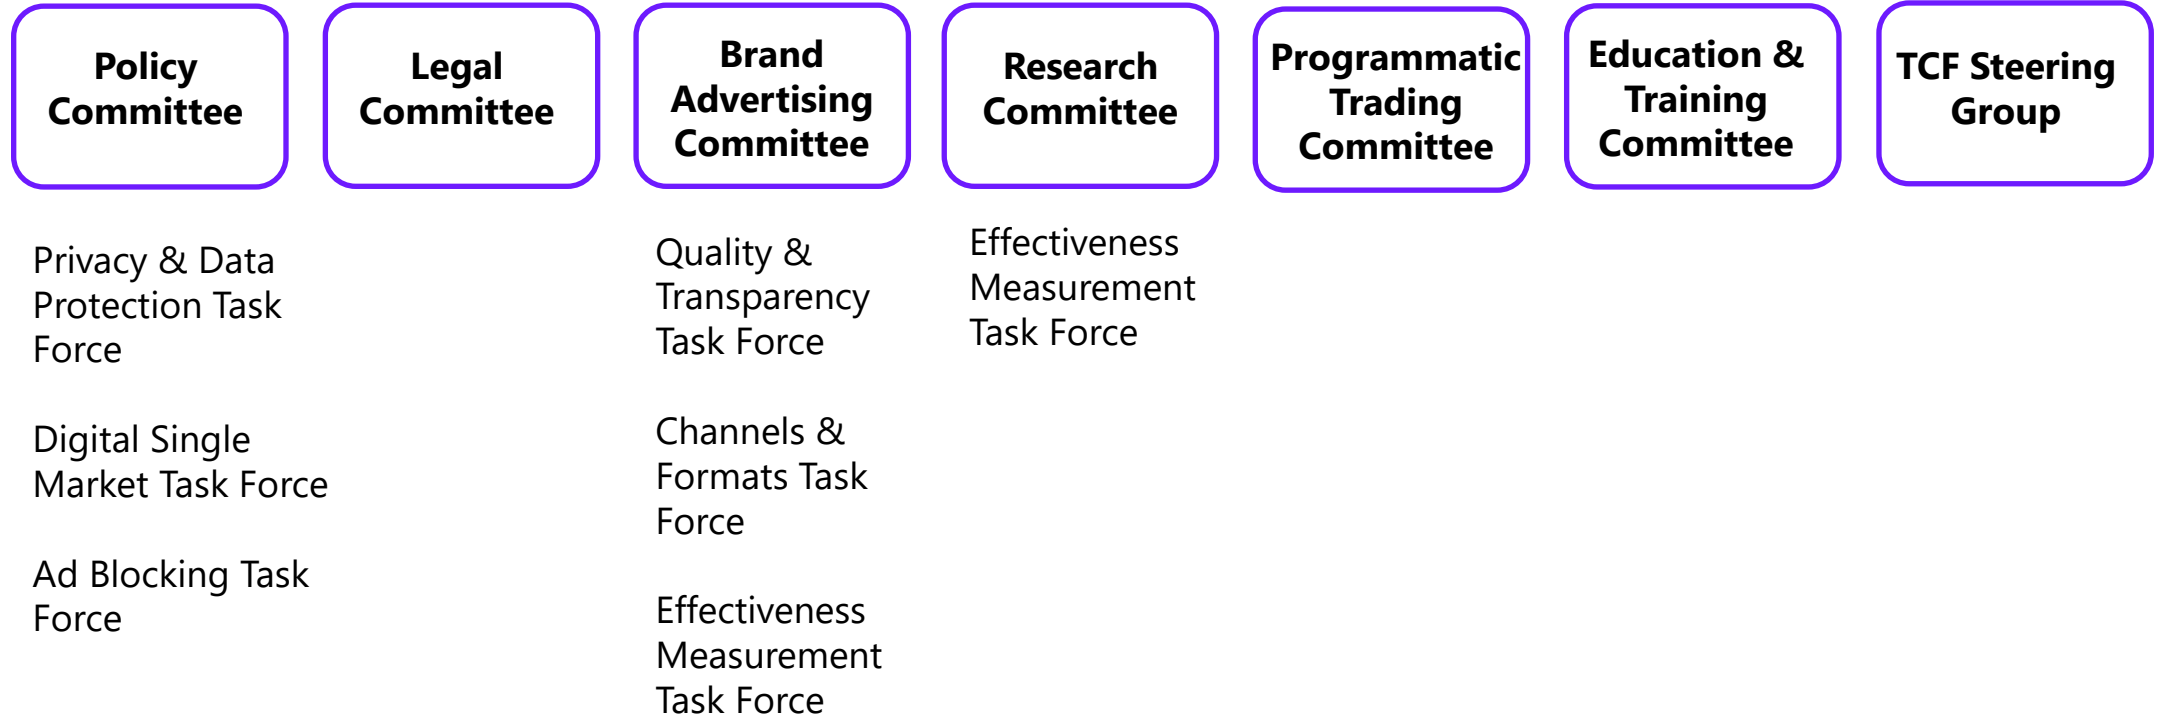 Policy
Committee
Legal
Committee
Brand
Advertising
Committee
Research
Committee
Programmatic
Trading
Committee
Education &
Training
Committee
TCF Steering
Group
Privacy & Data
Protection Task
Force
Digital Single
Market Task Force
Ad Blocking Task
Force
Quality &
Transparency
Task Force
Channels &
Formats Task
Force
Effectiveness
Measurement
Task Force
Effectiveness
Measurement
Task Force